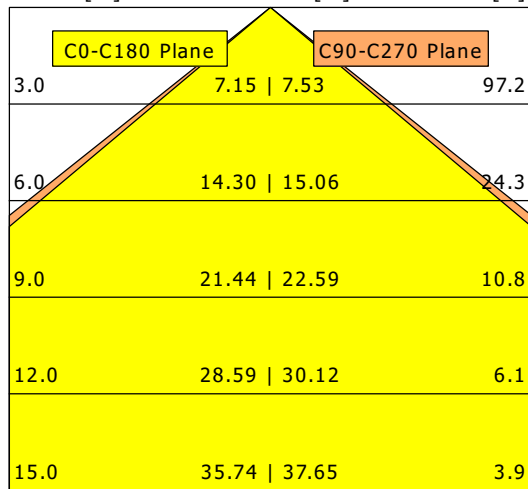 C0-C180 Plane C90-C270 Plane
3.0 7.15 | 7.53 97.2
6.0 14.30 | 15.06 24.3
9.0 21.44 | 22.59 10.8
12.0 28.59 | 30.12 6.1
15.0 35.74 | 37.65 3.9